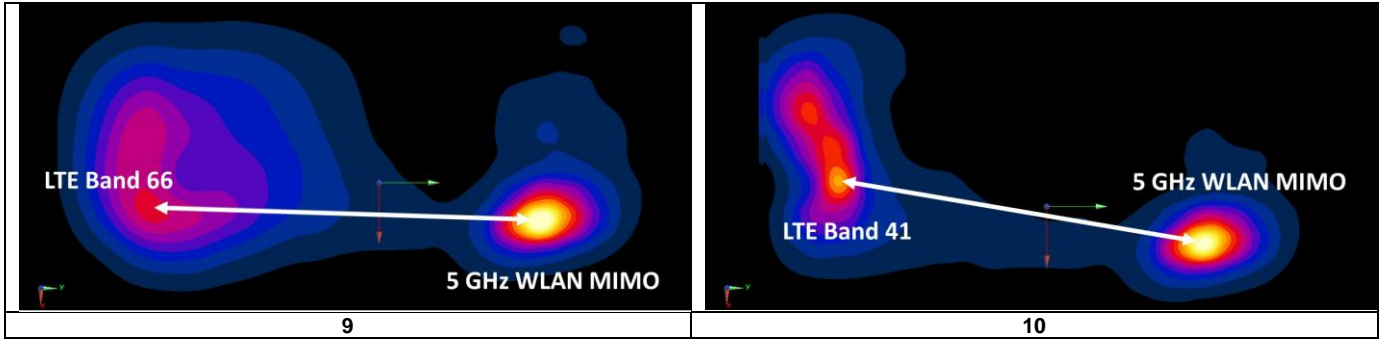 LTE Band 66
5 GHz WLAN MIMO
9
5 GHz WLAN MIMO
LTE Band 41
10